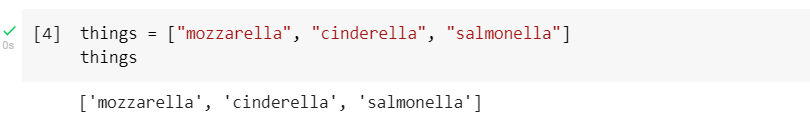 [4] things = ["mozzarella", "cinderella", "salmonella"]
0s
things
['mozzarella', 'cinderella', 'salmonella']